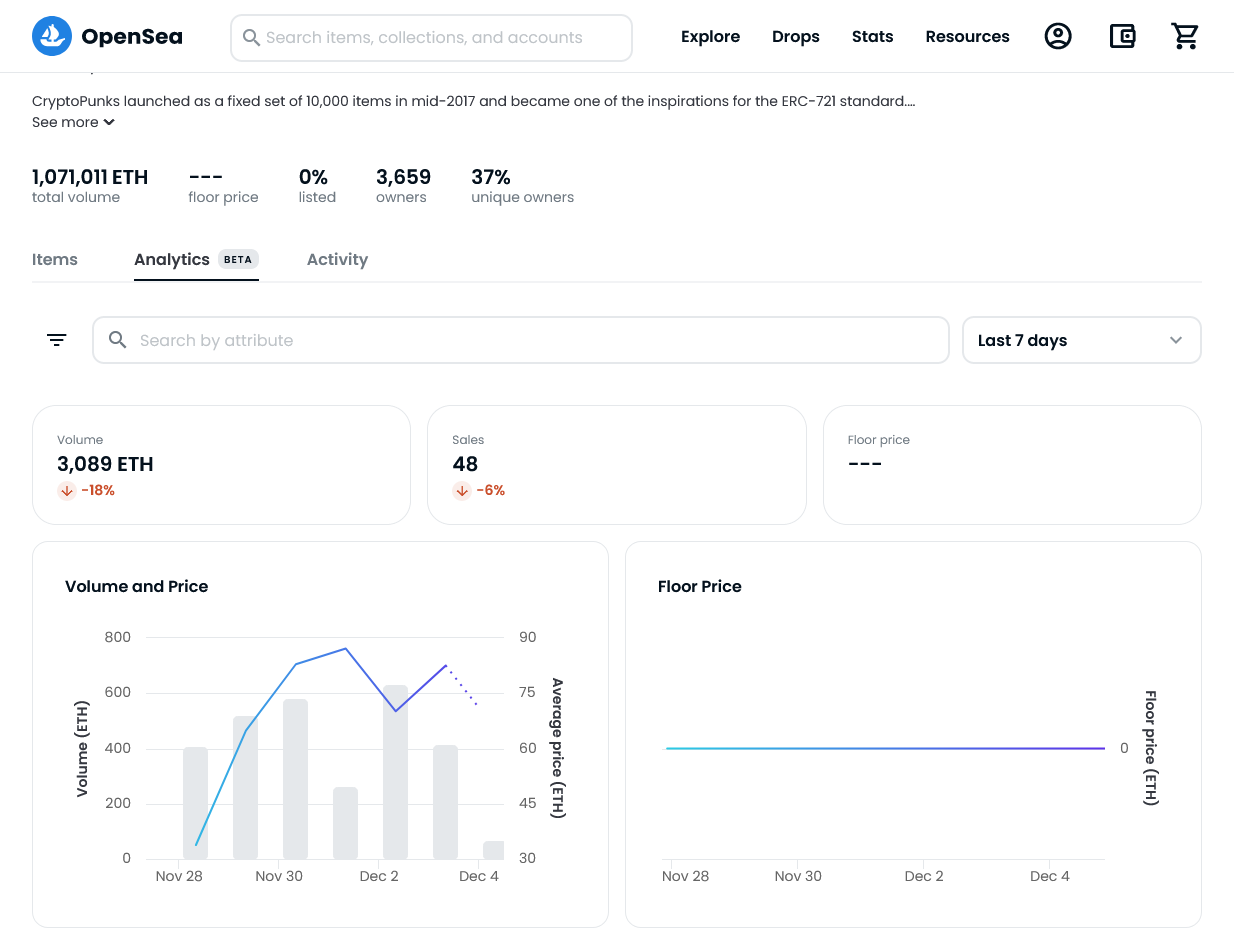 OpenSea
Search items, collections, and accounts
Explore Drops Stats Resources
CryptoPunks launched as a fixed set of 10,000 items in mid-2017 and became one of the inspirations for the ERC-721 standard....
See more
1,071,011 ETH --- 0% 3,659 37%
total volume floor price listed owners unique owners
Items Analytics BETA Activity
Search by attribute
Last 7 days
Volume
3,089 ETH
-18%
Sales
48
-6%
Floor price
---
Volume and Price
800
600
400
200
0
Volume (ETH)
90
75
60
45
30
Average price (ETH)
Nov 28 Nov 30 Dec 2 Dec 4
Floor Price
0
Floor price (ETH)
Nov 28 Nov 30 Dec 2 Dec 4